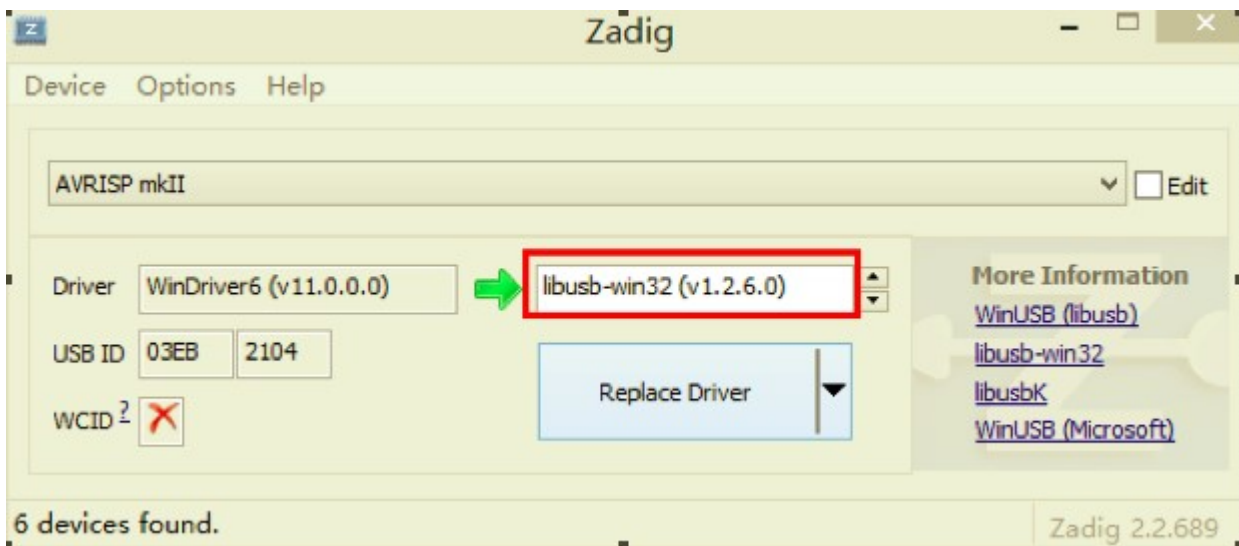 Z Zadig
Device Options Help
AVRISP mkII Edit
Driver WinDriver6 (v11.0.0.0) libusb-win32 (v1.2.6.0) More Information
WinUSB (libusb)
USB ID 03EB 2104 Replace Driver libusb-win32
libusbK
WCID ? WinUSB (Microsoft)
6 devices found. Zadig 2.2.689